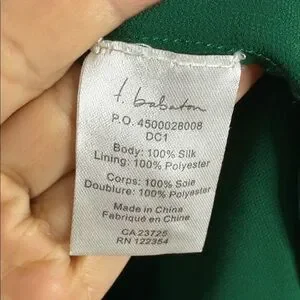 t. babaton
P.O. 4500028008
DC1
Body: 100% Silk
Lining: 100% Polyester
Corps: 100% Soie
Doublure: 100% Polyester
Made in China
Fabriqué en Chine
CA 23725
RN 122354